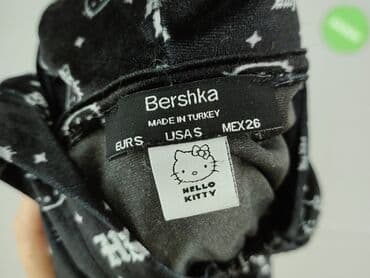 Bershka
MADE IN TURKEY
EUR S USA S MEX 26
HELLO
KITTY